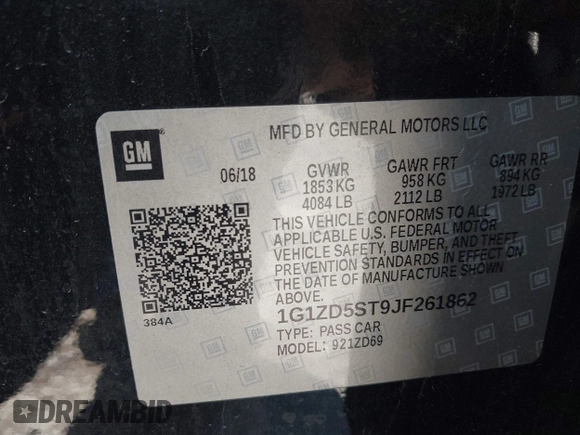 MFD BY GENERAL MOTORS LLC
GM
®
06/18
GVWR
1853 KG
4084 LB
GAWR FRT
958 KG
2112 LB
GAWR RR
894 KG
1972 LB
THIS VEHICLE CONFORMS TO ALL
APPLICABLE U.S. FEDERAL MOTOR
VEHICLE SAFETY, BUMPER, AND THEFT
PREVENTION STANDARDS IN EFFECT ON THE
DATE OF MANUFACTURE SHOWN
ABOVE.
384A
1G1ZD5ST9JF261862
TYPE: PASS CAR
MODEL: 921ZD69
DREAMBID